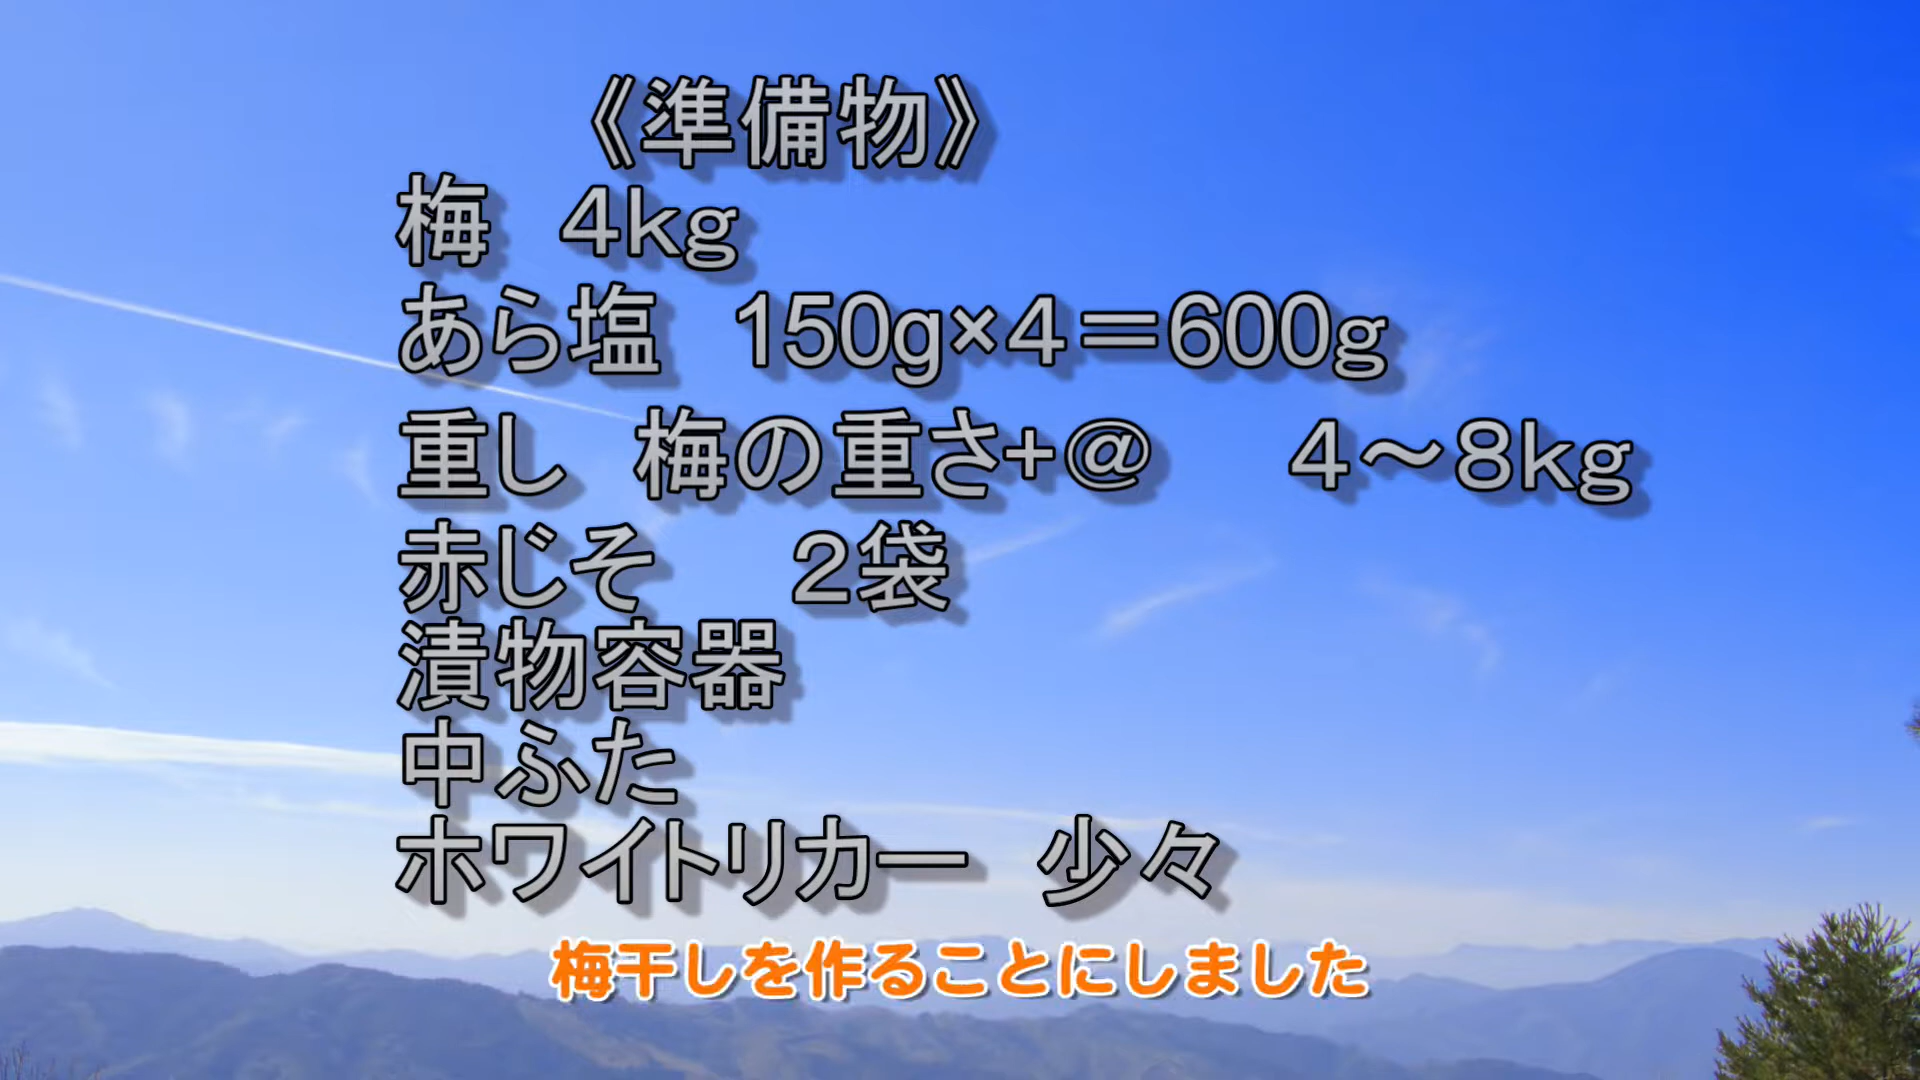 《準備物》
梅　4kg
あら塩　150g×4＝600g
重し　梅の重さ+@　　4～8kg
赤じそ　　2袋
漬物容器
中ふた
ホワイトリカー　少々
梅干しを作ることにしました